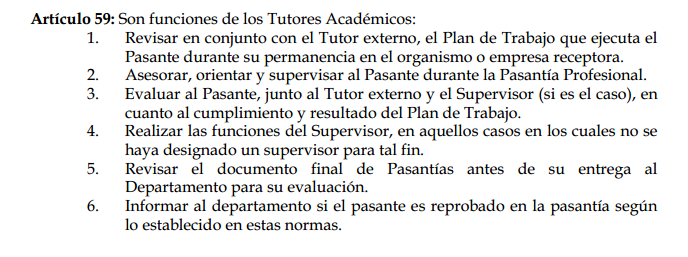 Artículo 59: Son funciones de los Tutores Académicos:
1. Revisar en conjunto con el Tutor externo, el Plan de Trabajo que ejecuta el
Pasante durante su permanencia en el organismo o empresa receptora.
2. Asesorar, orientar y supervisar al Pasante durante la Pasantía Profesional.
3. Evaluar al Pasante, junto al Tutor externo y el Supervisor (si es el caso), en
cuanto al cumplimiento y resultado del Plan de Trabajo.
4. Realizar las funciones del Supervisor, en aquellos casos en los cuales no se
haya designado un supervisor para tal fin.
5. Revisar el documento final de Pasantías antes de su entrega al
Departamento para su evaluación.
6. Informar al departamento si el pasante es reprobado en la pasantía según
lo establecido en estas normas.